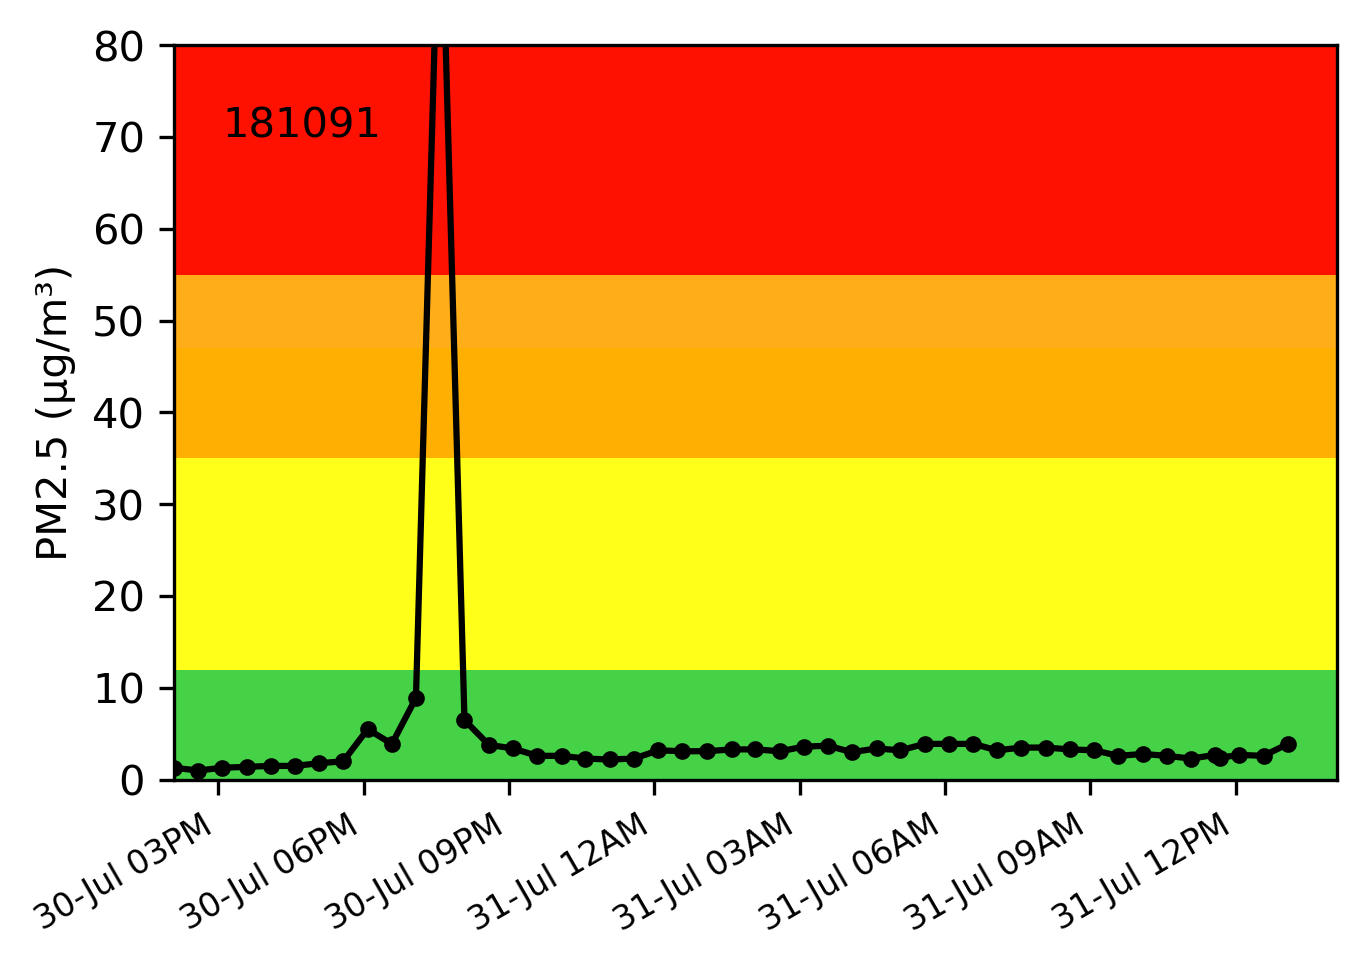 80
181091
70
60
50
40
30
20
10
0
PM2.5 (µg/m³)
30-Jul 03PM
30-Jul 06PM
30-Jul 09PM
31-Jul 12AM
31-Jul 03AM
31-Jul 06AM
31-Jul 09AM
31-Jul 12PM